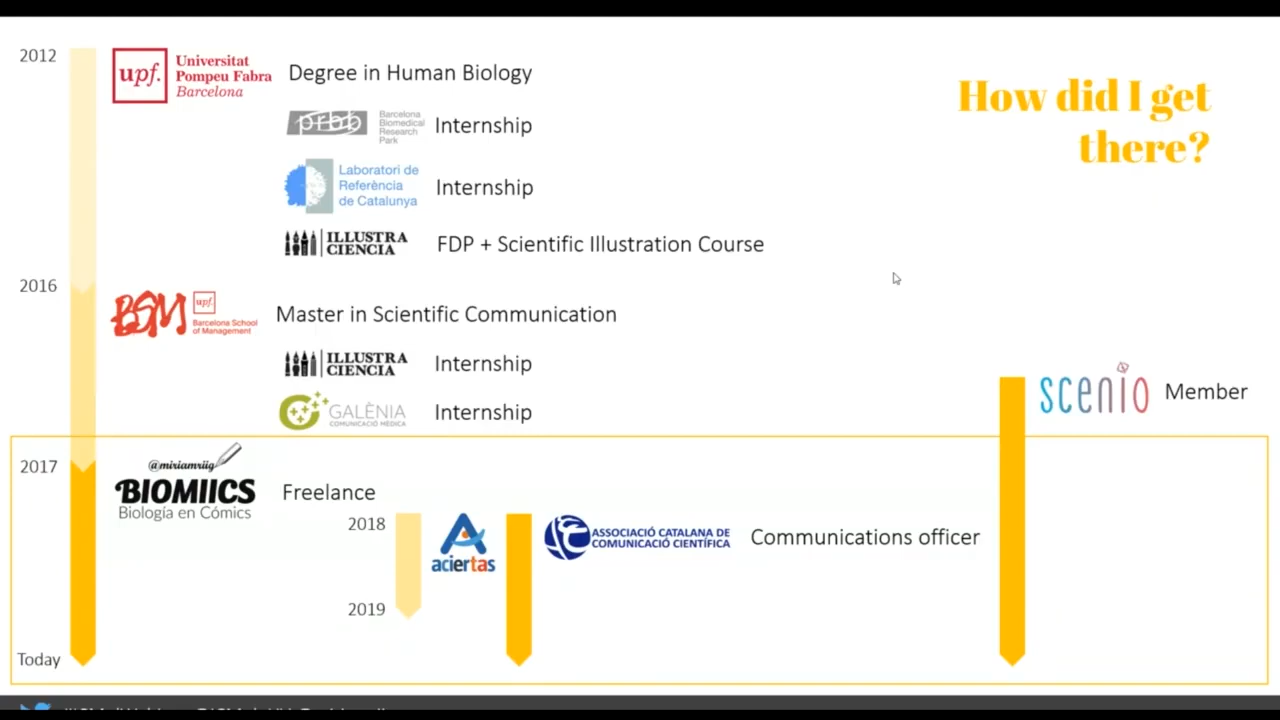 How did I get
there?
2012
upf.
Universitat
Pompeu Fabra
Barcelona
Degree in Human Biology
prbb
Barcelona
Biomedical
Research
Park
Internship
Laboratori de
Referència
de Catalunya
Internship
ILLUSTRA
CIENCIA
FDP + Scientific Illustration Course
2016
BSM
upf.
Barcelona School
of Management
Master in Scientific Communication
ILLUSTRA
CIENCIA
Internship
GALÈNIA
COMUNICACIÓ MÈDICA
Internship
scenio
Member
2017
@miriamriig
BIOMIICS
Biología en Cómics
Freelance
2018
aciertas
ASSOCIACIÓ CATALANA DE
COMUNICACIÓ CIENTÍFICA
Communications officer
2019
Today